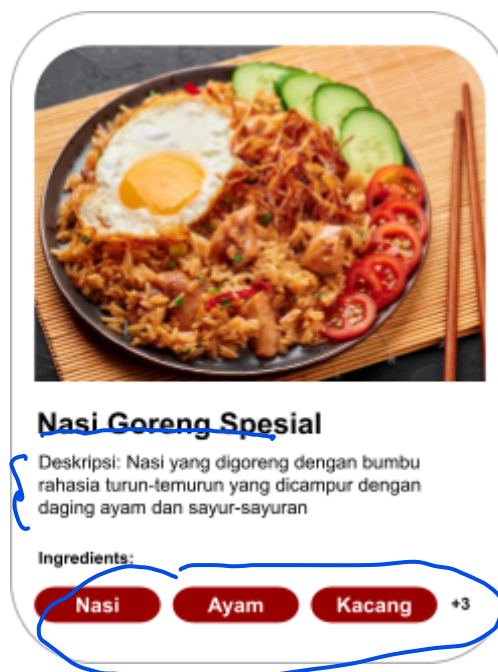 Nasi Goreng Spesial
Deskripsi: Nasi yang digoreng dengan bumbu
rahasia turun-temurun yang dicampur dengan
daging ayam dan sayur-sayuran
Ingredients:
Nasi Ayam Kacang +3